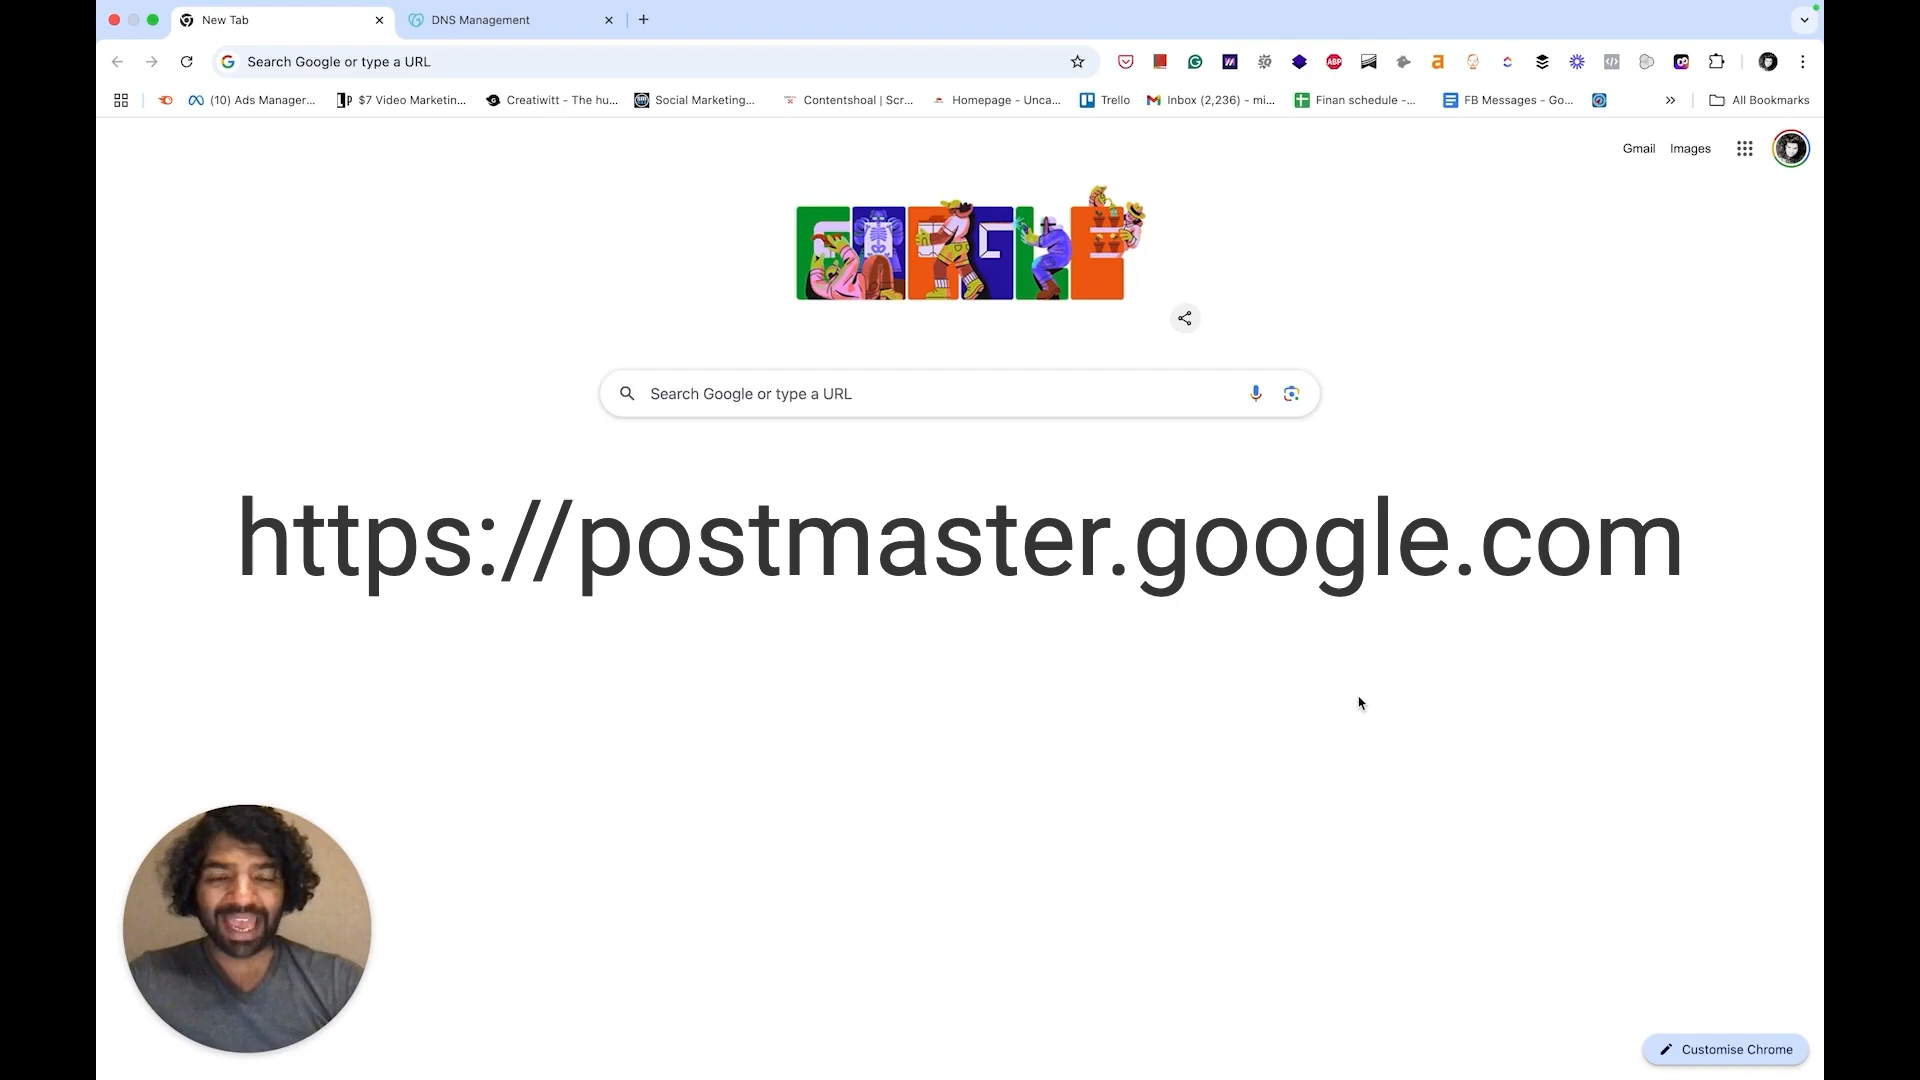 New Tab
DNS Management
Search Google or type a URL
ABP
(10) Ads Manager...
$7 Video Marketin...
Creatiwitt - The hu...
Social Marketing...
Contentshoal | Scr...
Homepage - Unca...
Trello
Inbox (2,236) - mi...
Finan schedule -...
FB Messages - Go...
All Bookmarks
Gmail
Images
Search Google or type a URL
https://postmaster.google.com
Customise Chrome